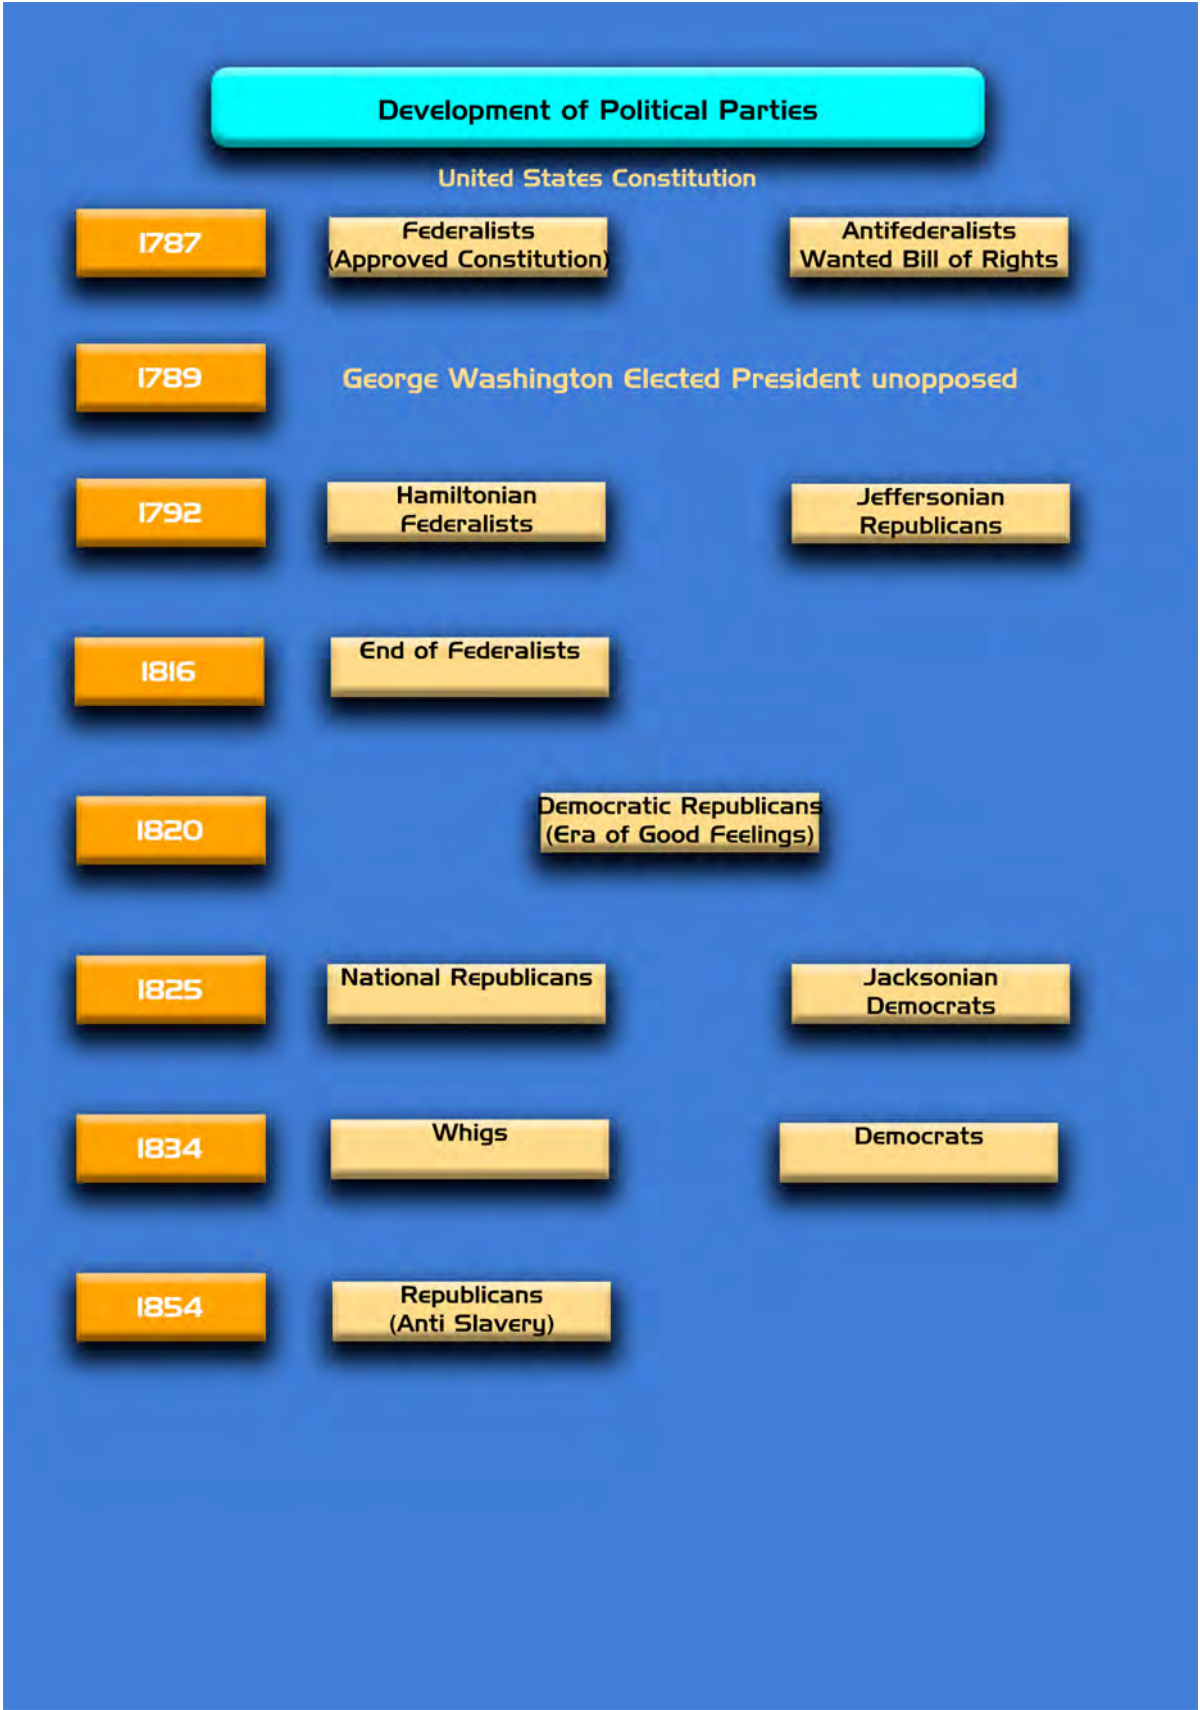 Development of Political Parties
United States Constitution
1787
Federalists
(Approved Constitution)
Antifederalists
Wanted Bill of Rights
1789
George Washington Elected President unopposed
1792
Hamiltonian
Federalists
Jeffersonian
Republicans
1816
End of Federalists
1820
Democratic Republicans
(Era of Good Feelings)
1825
National Republicans
Jacksonian
Democrats
1834
Whigs
Democrats
1854
Republicans
(Anti Slavery)